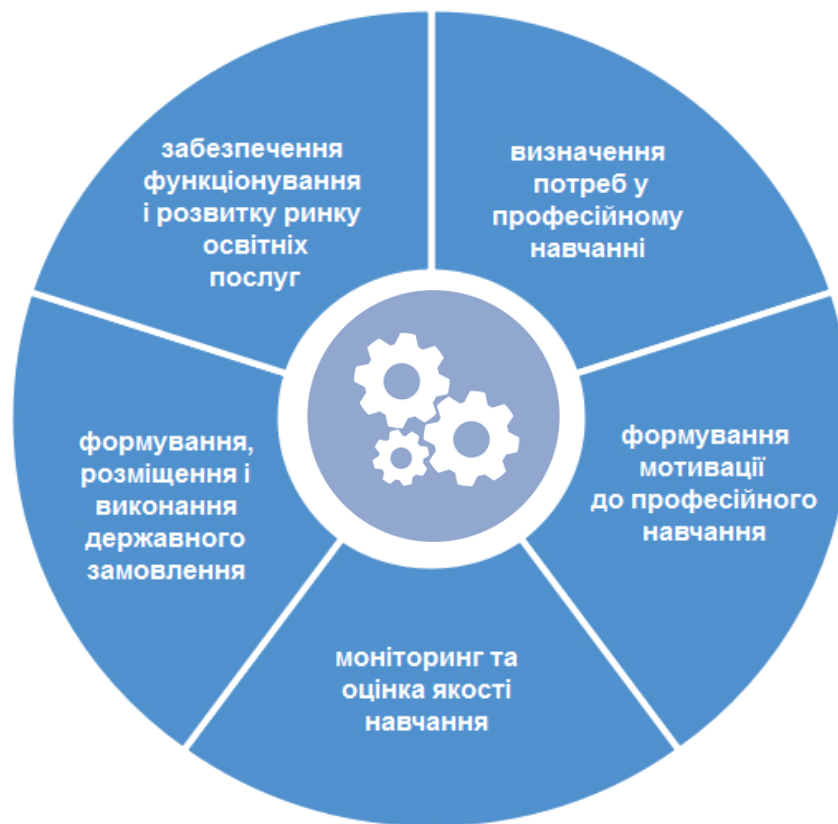 забезпечення
функціонування
і розвитку ринку
освітніх
послуг
визначення
потреб у
професійному
навчанні
формування,
розміщення і
виконання
державного
замовлення
формування
мотивації
до професійного
навчання
моніторинг та
оцінка якості
навчання